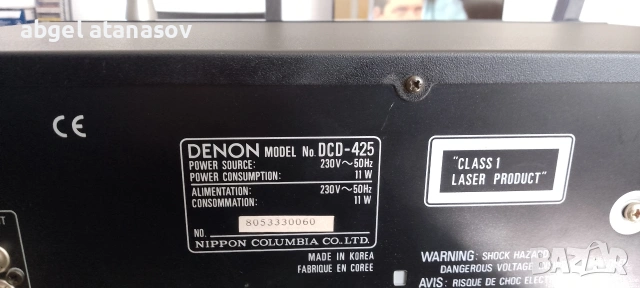 abgel atanasov
CE
DENON MODEL No. DCD-425
POWER SOURCE: 230V～50Hz
POWER CONSUMPTION: 11 W
ALIMENTATION: 230V～50Hz
CONSOMMATION: 11 W
NO. 8053330060
NIPPON COLUMBIA CO.LTD.
MADE IN KOREA
FABRIQUE EN COREE
"CLASS 1
LASER PRODUCT"
WARNING: SHOCK HAZARD
DANGEROUS VOLTAGE
AVIS: RISQUE DE CHOC
BAZAR